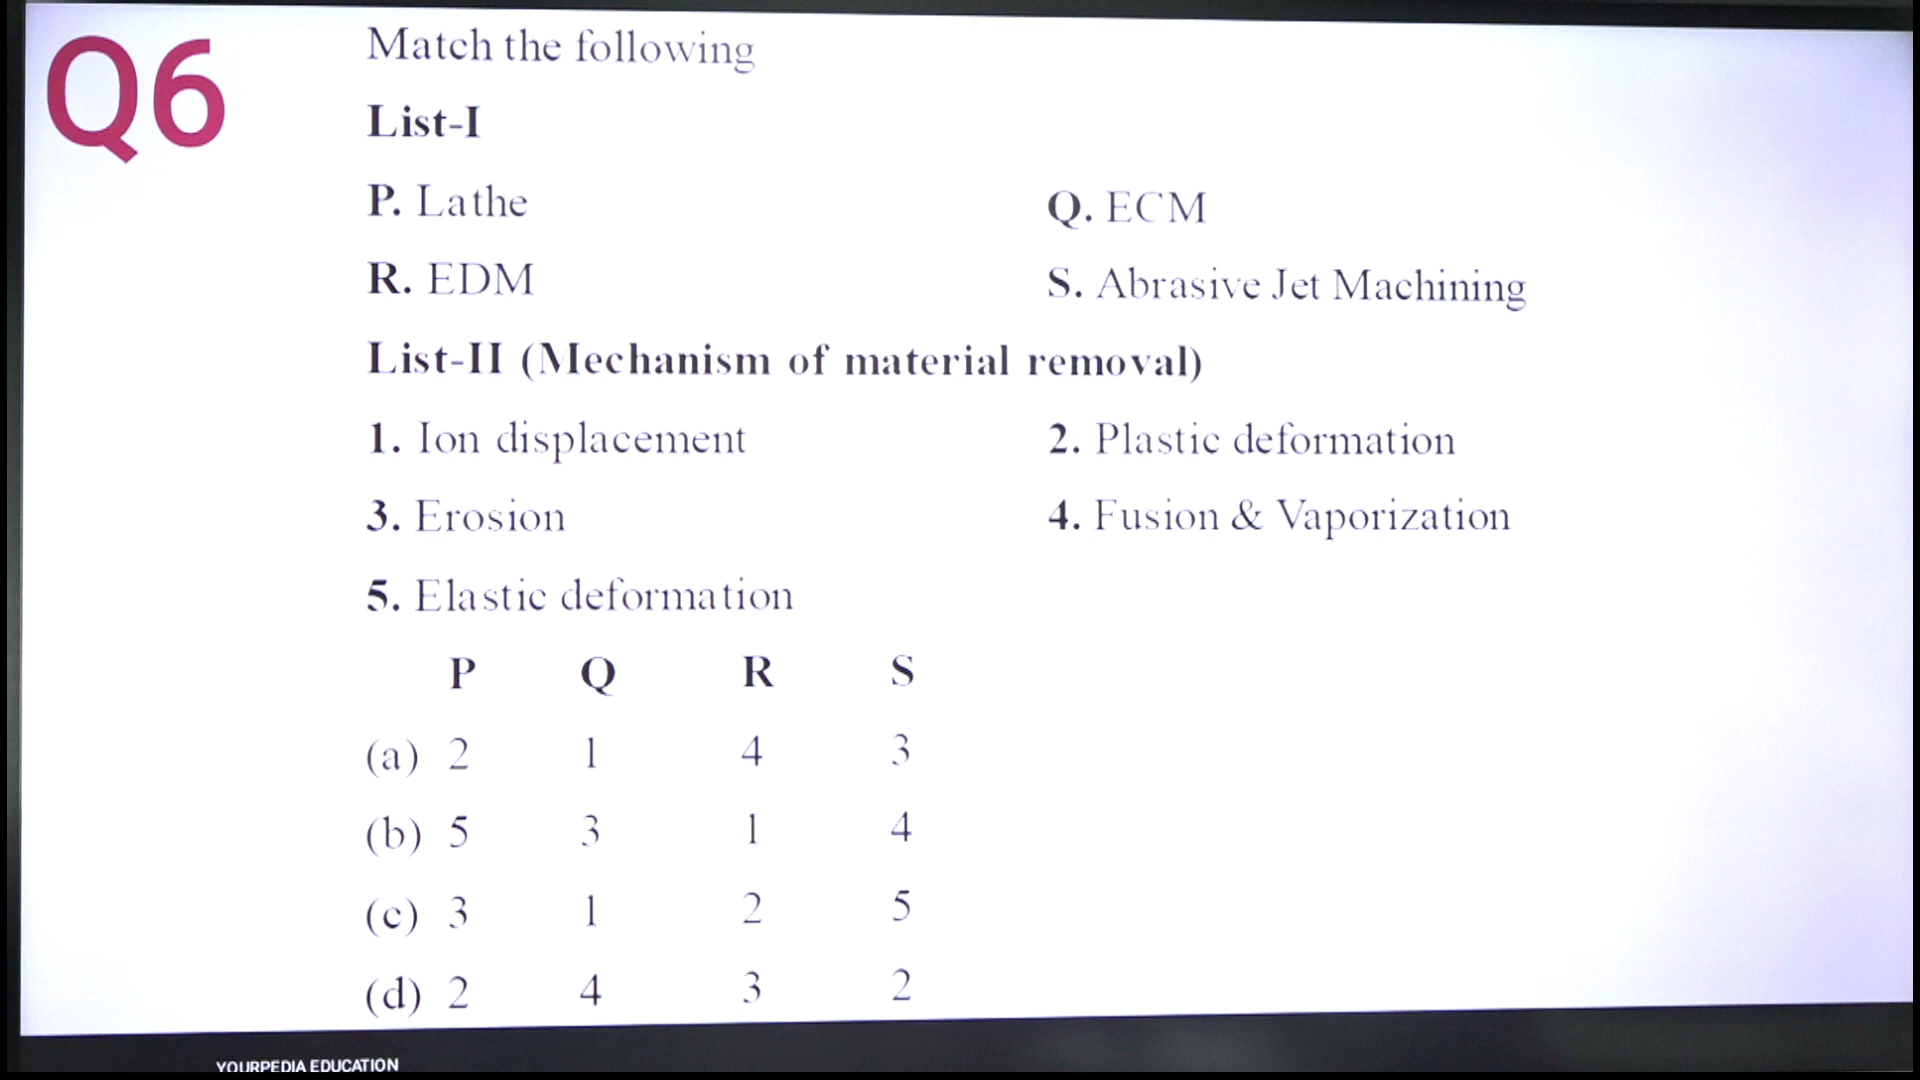 Q6
Match the following
List-I
P. Lathe Q. ECM
R. EDM S. Abrasive Jet Machining
List-II (Mechanism of material removal)
1. Ion displacement 2. Plastic deformation
3. Erosion 4. Fusion & Vaporization
5. Elastic deformation
P Q R S
(a) 2 1 4 3
(b) 5 3 1 4
(c) 3 1 2 5
(d) 2 4 3 2
YOURPEDIA EDUCATION